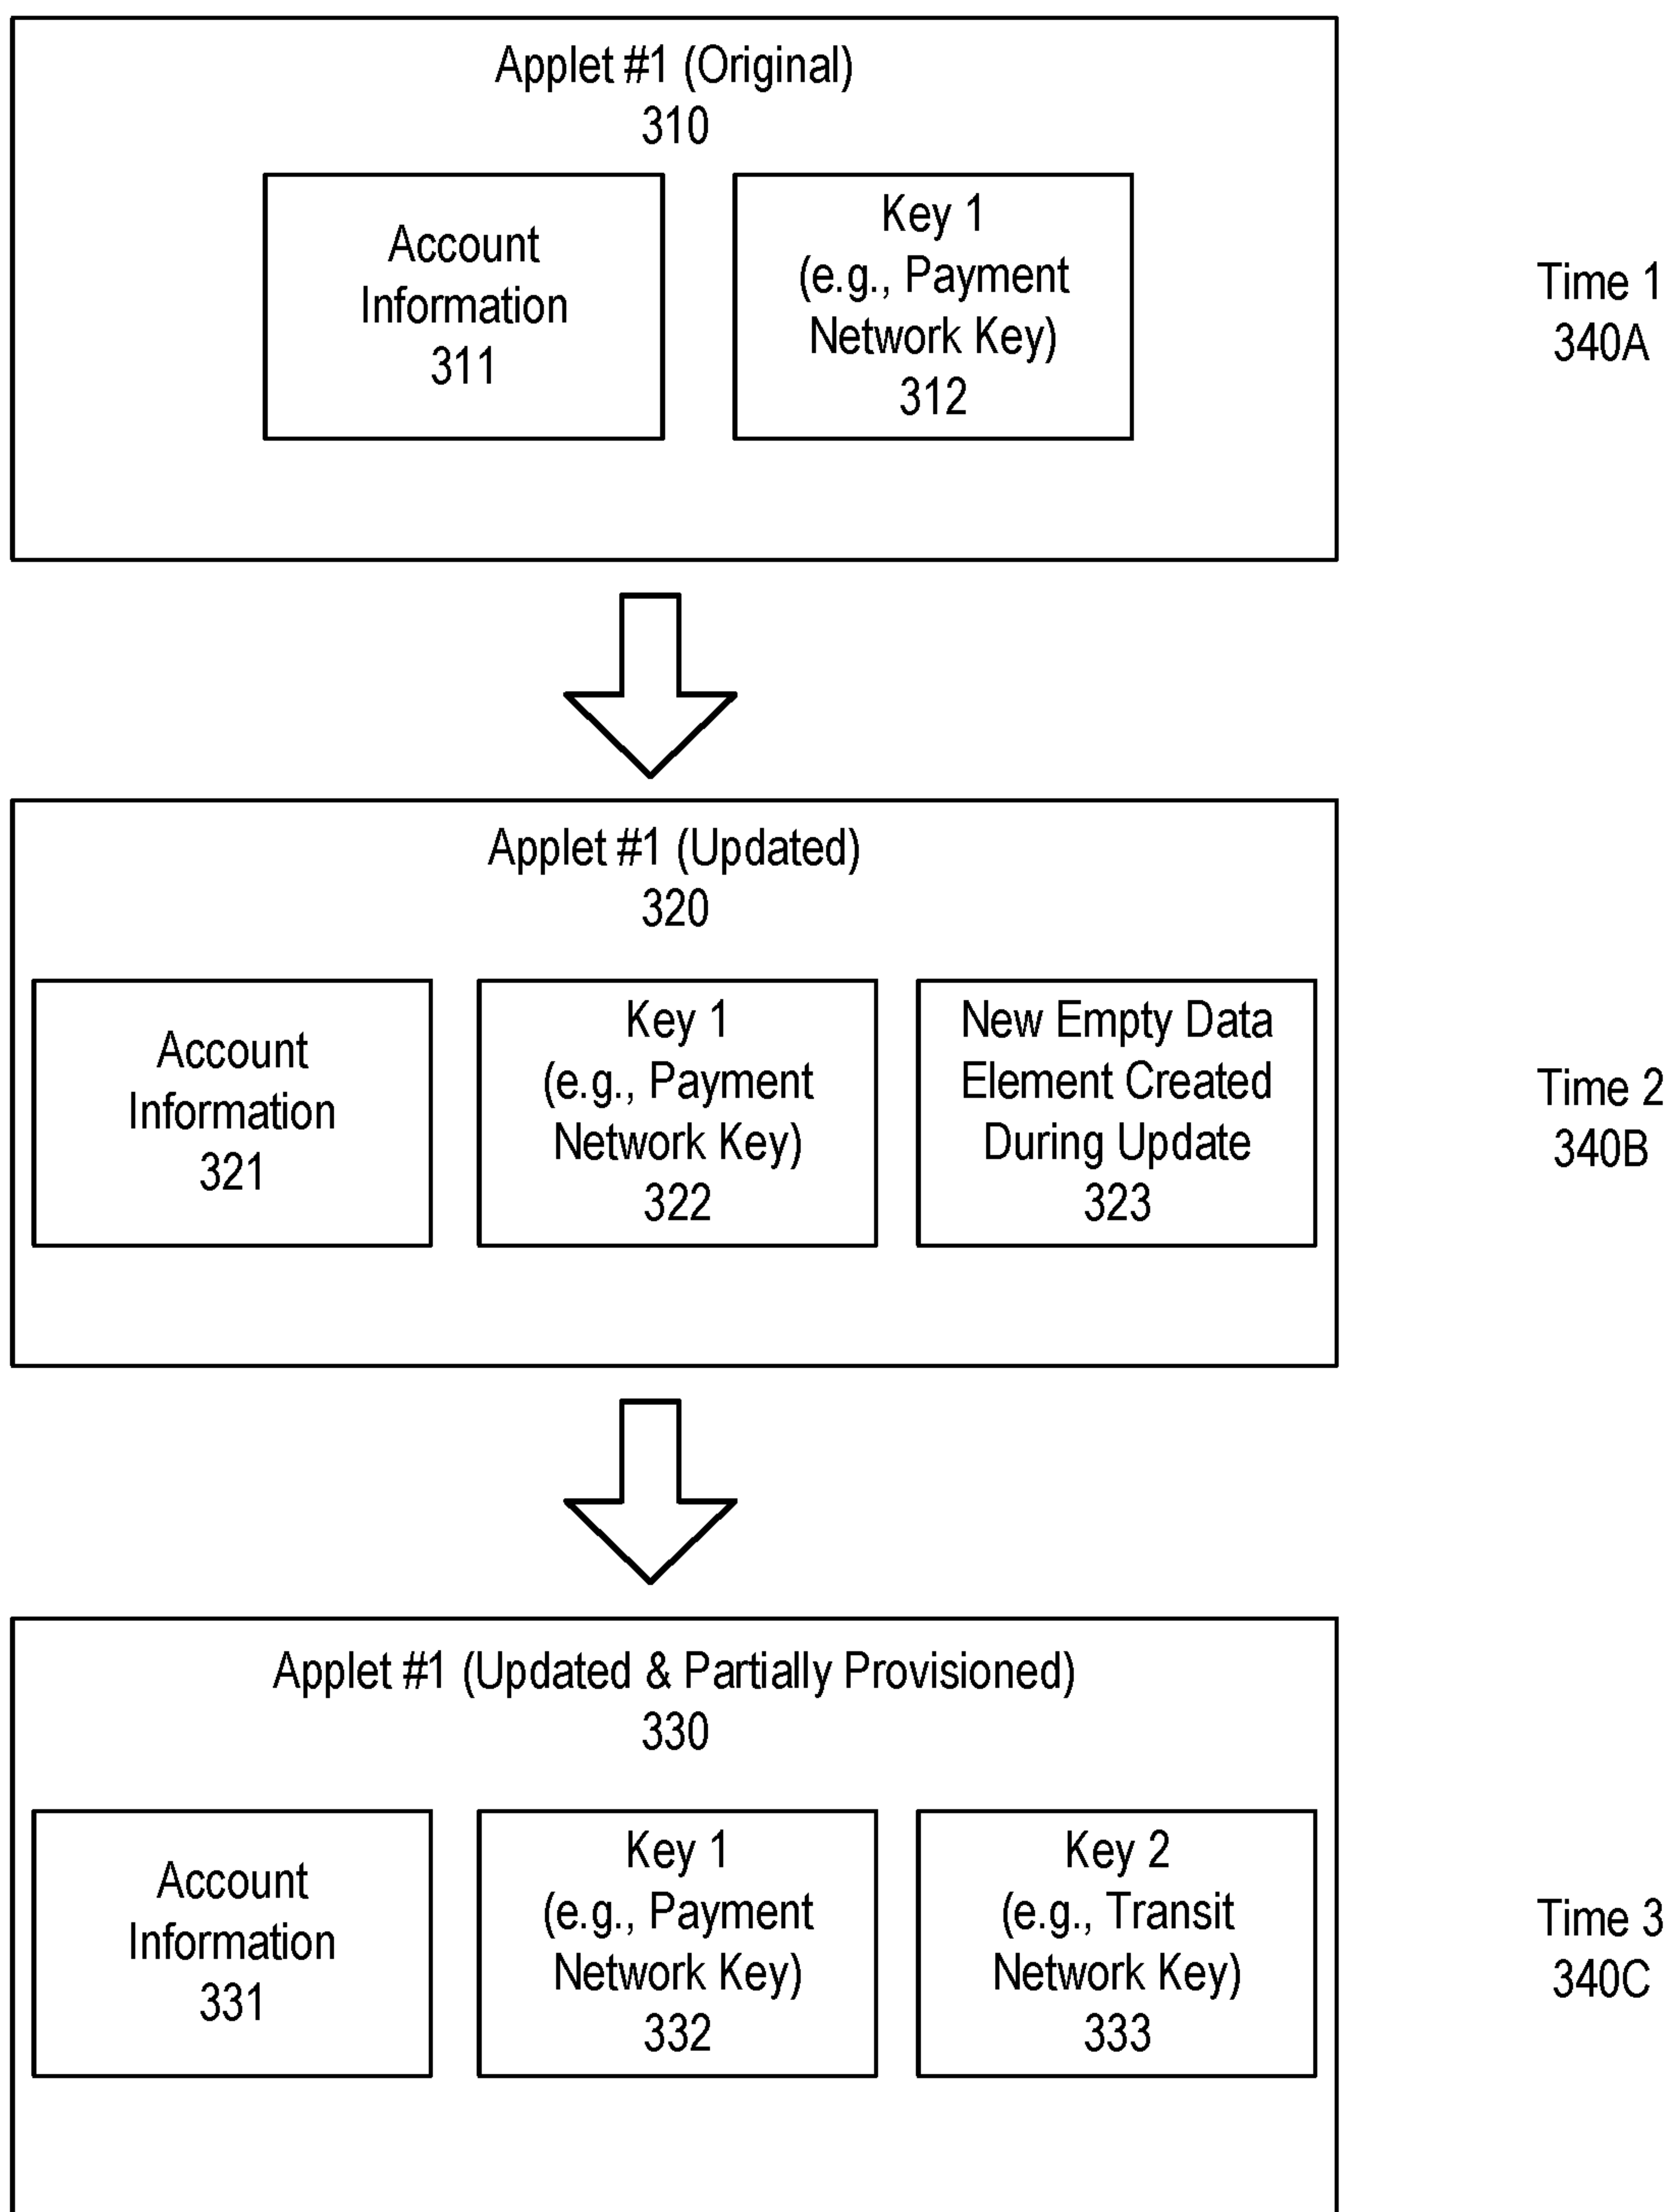 Applet #1 (Original)
310
Account
Information
311
Key 1
(e.g., Payment
Network Key)
312
Time 1
340A
Applet #1 (Updated)
320
Account
Information
321
Key 1
(e.g., Payment
Network Key)
322
New Empty Data
Element Created
During Update
323
Time 2
340B
Applet #1 (Updated & Partially Provisioned)
330
Account
Information
331
Key 1
(e.g., Payment
Network Key)
332
Key 2
(e.g., Transit
Network Key)
333
Time 3
340C